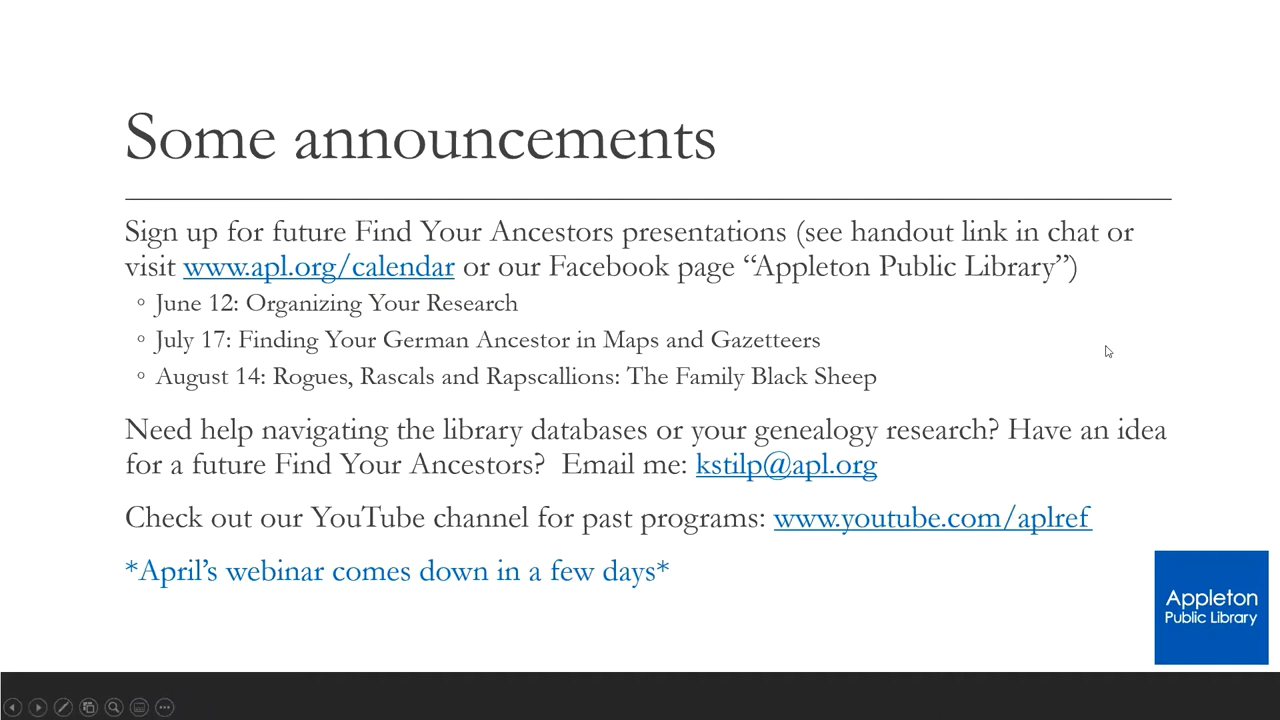 Some announcements
Sign up for future Find Your Ancestors presentations (see handout link in chat or
visit www.apl.org/calendar or our Facebook page “Appleton Public Library”)
◦ June 12: Organizing Your Research
◦ July 17: Finding Your German Ancestor in Maps and Gazetteers
◦ August 14: Rogues, Rascals and Rapscallions: The Family Black Sheep
Need help navigating the library databases or your genealogy research? Have an idea
for a future Find Your Ancestors? Email me: kstilp@apl.org
Check out our YouTube channel for past programs: www.youtube.com/aplref
*April’s webinar comes down in a few days*
Appleton
Public Library